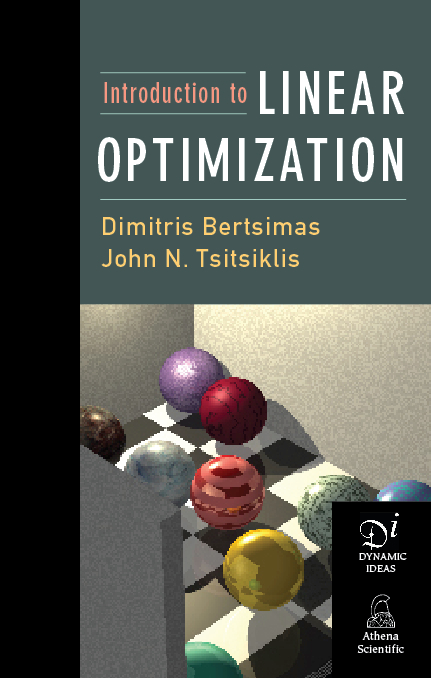 Introduction to LINEAR
OPTIMIZATION
Dimitris Bertsimas
John N. Tsitsiklis
Di
DYNAMIC
IDEAS
Athena
Scientific